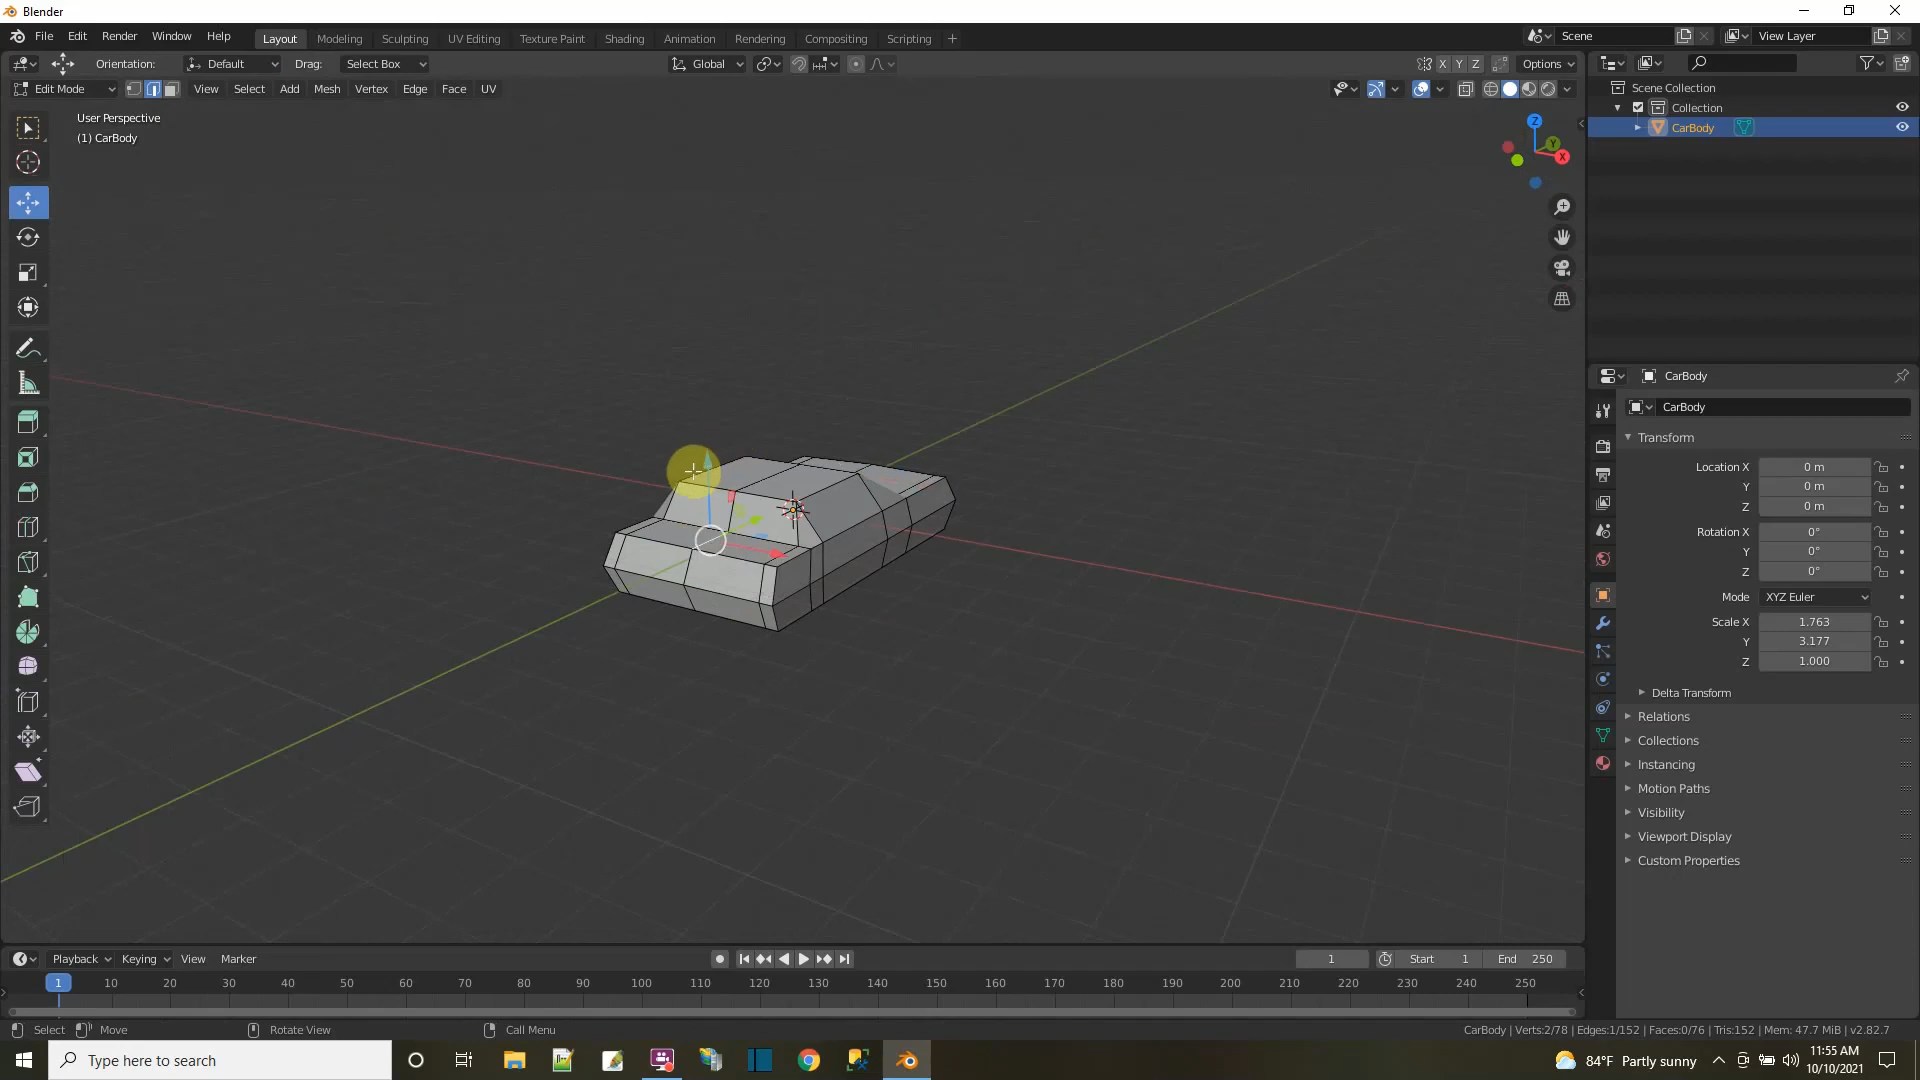 Blender
File Edit Render Window Help Layout Modeling Sculpting UV Editing Texture Paint Shading Animation Rendering Compositing Scripting + Scene View Layer
Orientation: Default Drag: Select Box Global X Y Z Options
Edit Mode View Select Add Mesh Vertex Edge Face UV
User Perspective
(1) CarBody
Z
Y
X
Scene Collection
Collection
CarBody
CarBody
CarBody
Transform
Location X 0 m
Y 0 m
Z 0 m
Rotation X 0°
Y 0°
Z 0°
Mode XYZ Euler
Scale X 1.763
Y 3.177
Z 1.000
Delta Transform
Relations
Collections
Instancing
Motion Paths
Visibility
Viewport Display
Custom Properties
Playback Keying View Marker 1 Start 1 End 250
1 10 20 30 40 50 60 70 80 90 100 110 120 130 140 150 160 170 180 190 200 210 220 230 240 250
Select Move Rotate View Call Menu CarBody | Verts:2/78 | Edges:1/152 | Faces:0/76 | Tris:152 | Mem: 47.7 MiB | v2.82.7
Type here to search 84°F Partly sunny 11:55 AM
10/10/2021